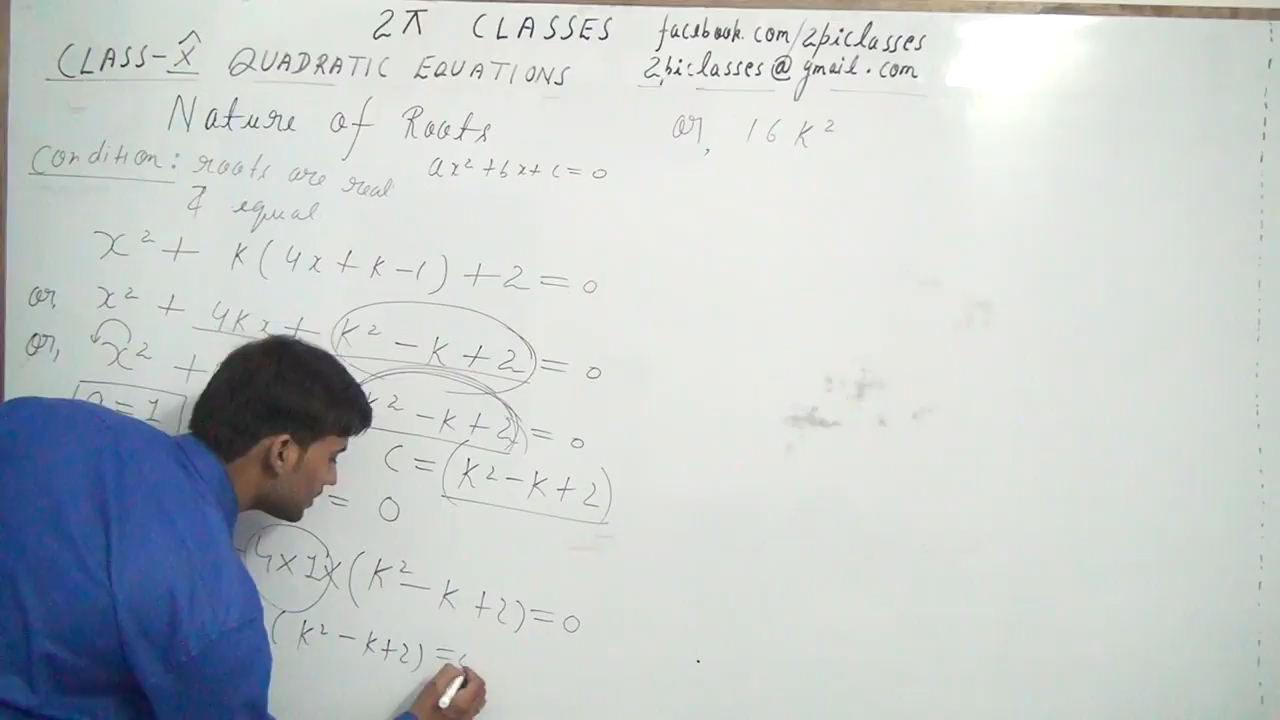 2π CLASSES
facebook.com/2piclasses
CLASS-X QUADRATIC EQUATIONS
2piclasses@gmail.com
Nature of Roots
Condition: roots are real
& equal
ax² + bx + c = 0
x² + k(4x + k - 1) + 2 = 0
or, x² + 4kx + k² - k + 2 = 0
or, x² +
k² - k + 2) = 0
a = 1
c = (k² - k + 2)
= 0
- 4 x 1 x (k² - k + 2) = 0
(k² - k + 2) =
or, 16k²